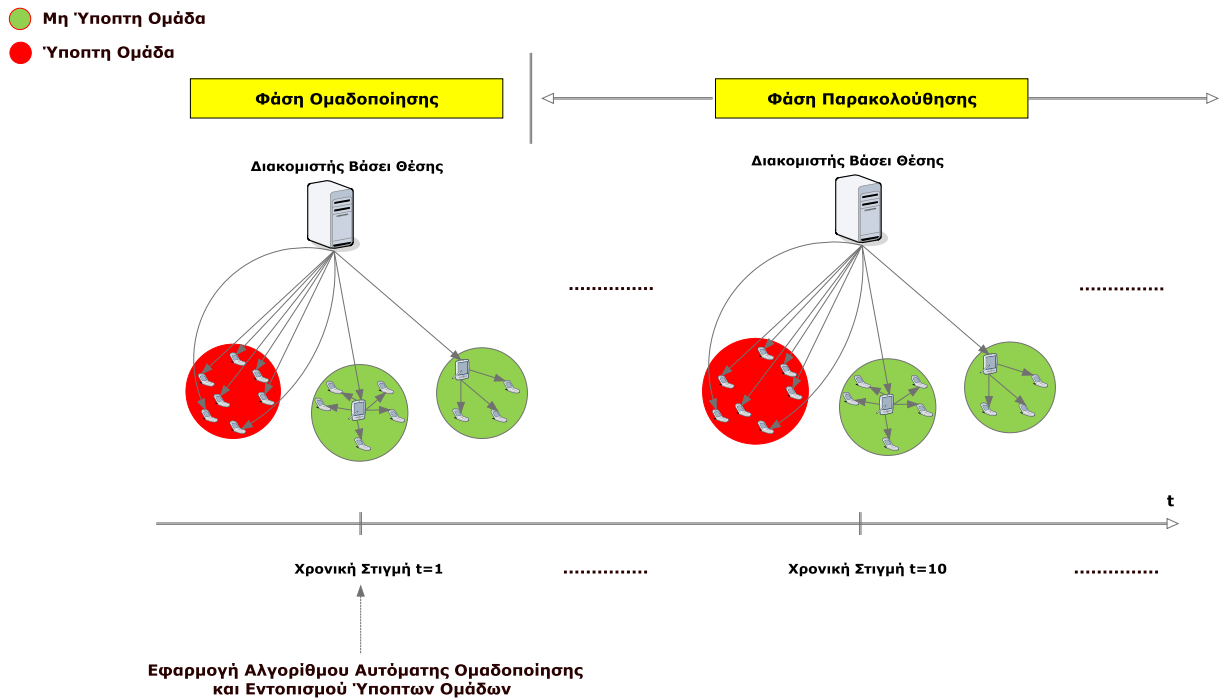 Μη Ύποπτη Ομάδα
Ύποπτη Ομάδα
Φάση Ομαδοποίησης
Φάση Παρακολούθησης
Διακομιστής Βάσει Θέσης
Διακομιστής Βάσει Θέσης
...............
...............
t
Χρονική Στιγμή t=1
...............
Χρονική Στιγμή t=10
...............
Εφαρμογή Αλγορίθμου Αυτόματης Ομαδοποίησης
και Εντοπισμού Ύποπτων Ομάδων